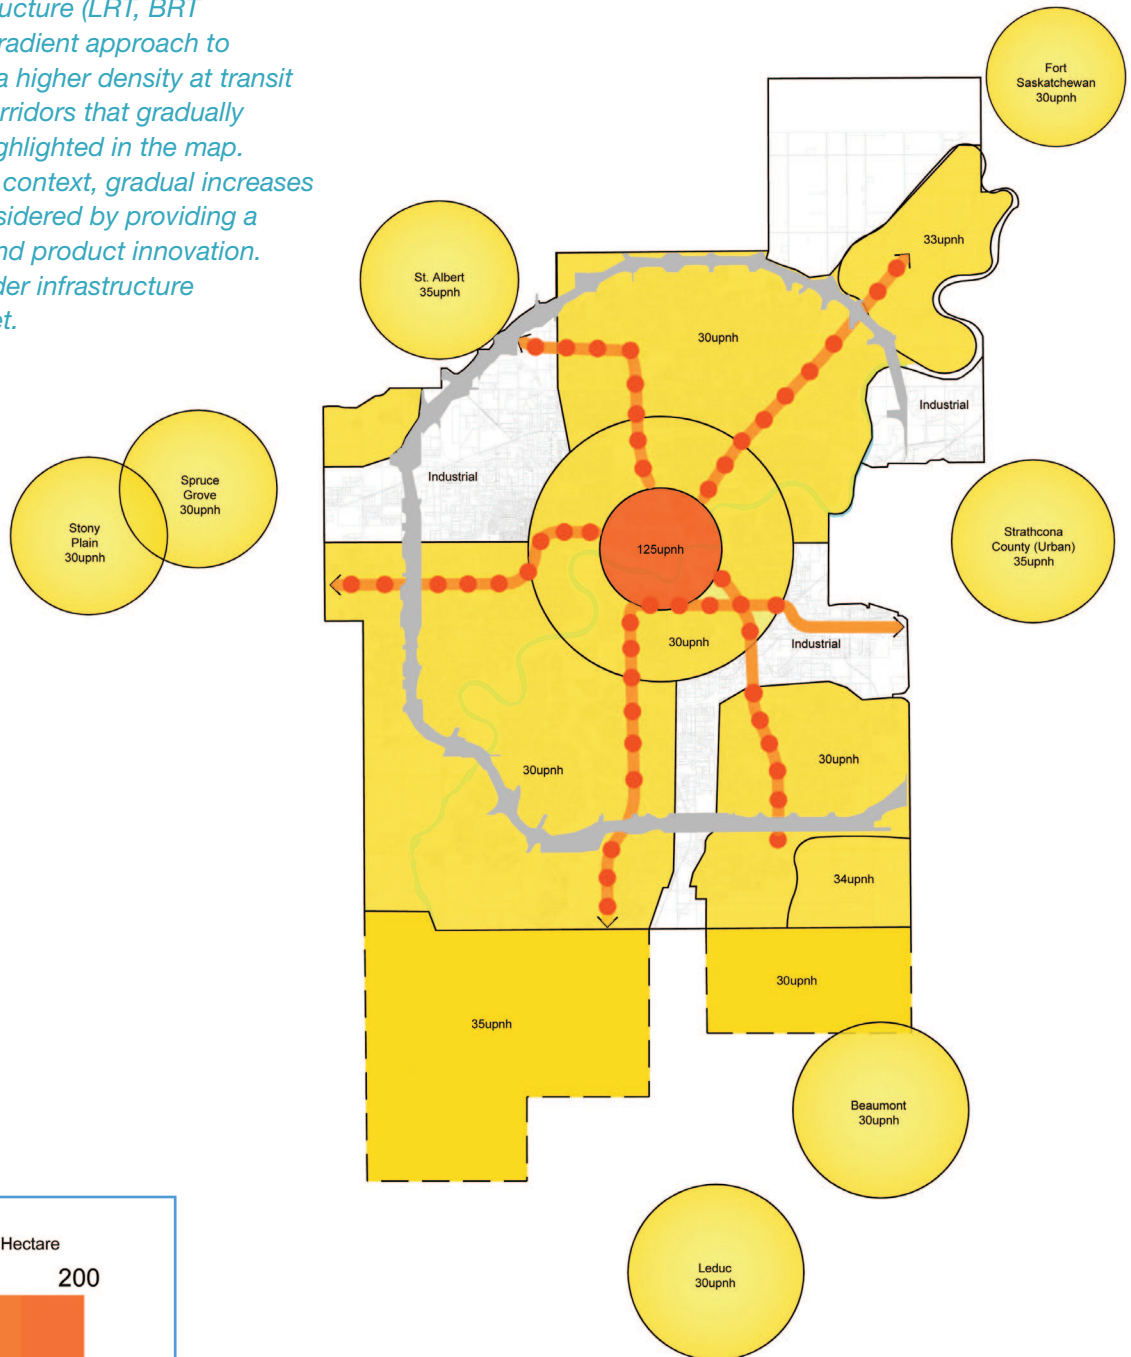 radient approach to
a higher density at transit
rridors that gradually
ghlighted in the map.
context, gradual increases
sidered by providing a
nd product innovation.
der infrastructure
et.
ucture (LRT, BRT
Fort
Saskatchewan
30upnh
33upnh
St. Albert
35upnh
30upnh
Industrial
Industrial
Spruce
Grove
30upnh
Stony
Plain
30upnh
Strathcona
County (Urban)
35upnh
125upnh
30upnh
Industrial
30upnh
30upnh
34upnh
30upnh
35upnh
Beaumont
30upnh
Leduc
30upnh
Hectare
200